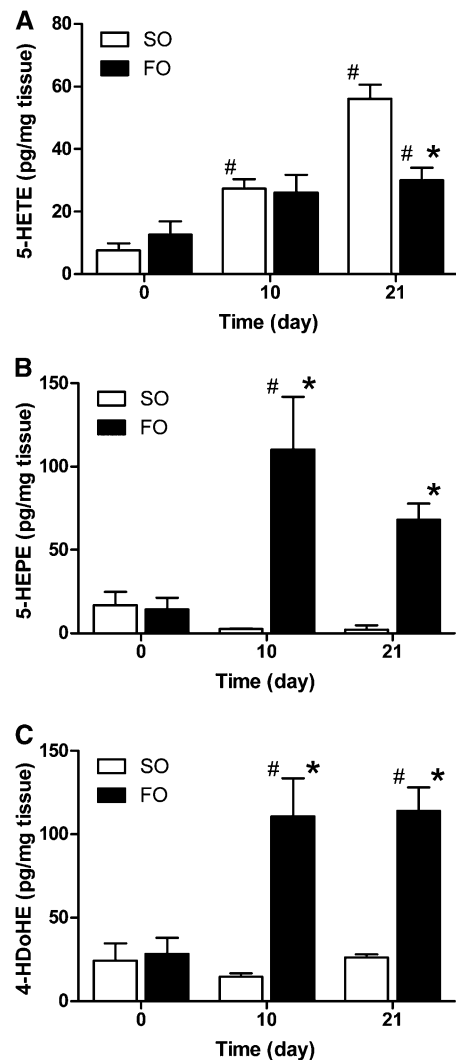 A
80
60
40
20
0
5-HETE (pg/mg tissue)
SO
FO
#
#
# *
0 10 21
Time (day)
B
150
100
50
0
5-HEPE (pg/mg tissue)
SO
FO
# *
*
0 10 21
Time (day)
C
150
100
50
0
4-HDoHE (pg/mg tissue)
SO
FO
# *
# *
0 10 21
Time (day)